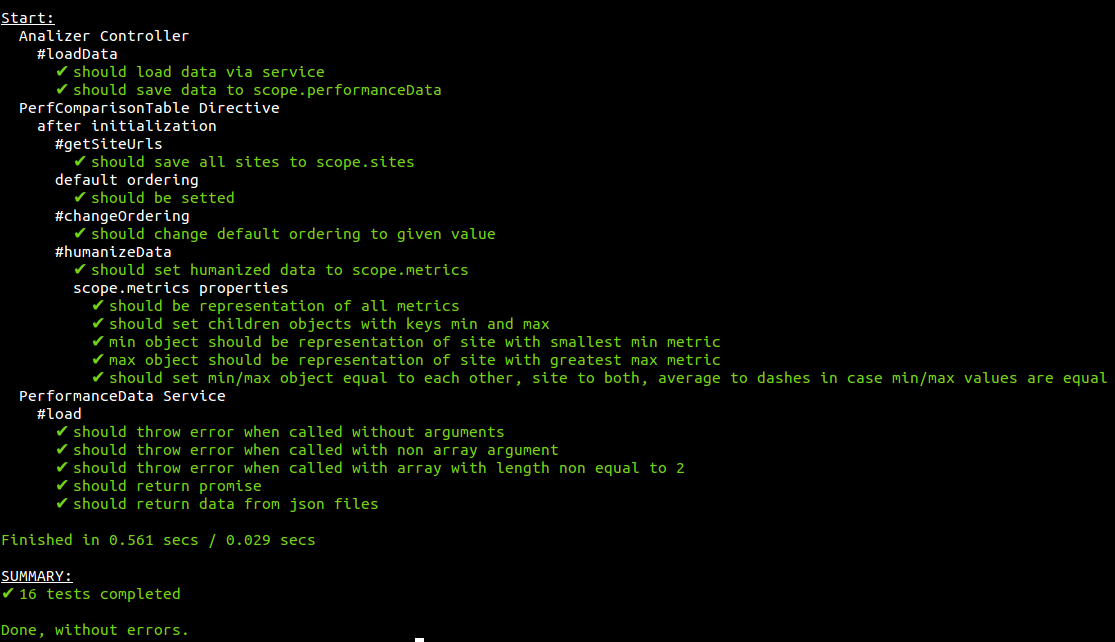 Start:
Analizer Controller
#loadData
✔ should load data via service
✔ should save data to scope.performanceData
PerfComparisonTable Directive
after initialization
#getSiteUrls
✔ should save all sites to scope.sites
default ordering
✔ should be setted
#changeOrdering
✔ should change default ordering to given value
#humanizeData
✔ should set humanized data to scope.metrics
scope.metrics properties
✔ should be representation of all metrics
✔ should set children objects with keys min and max
✔ min object should be representation of site with smallest min metric
✔ max object should be representation of site with greatest max metric
✔ should set min/max object equal to each other, site to both, average to dashes in case min/max values are equal
PerformanceData Service
#load
✔ should throw error when called without arguments
✔ should throw error when called with non array argument
✔ should throw error when called with array with length non equal to 2
✔ should return promise
✔ should return data from json files
Finished in 0.561 secs / 0.029 secs
SUMMARY:
✔ 16 tests completed
Done, without errors.